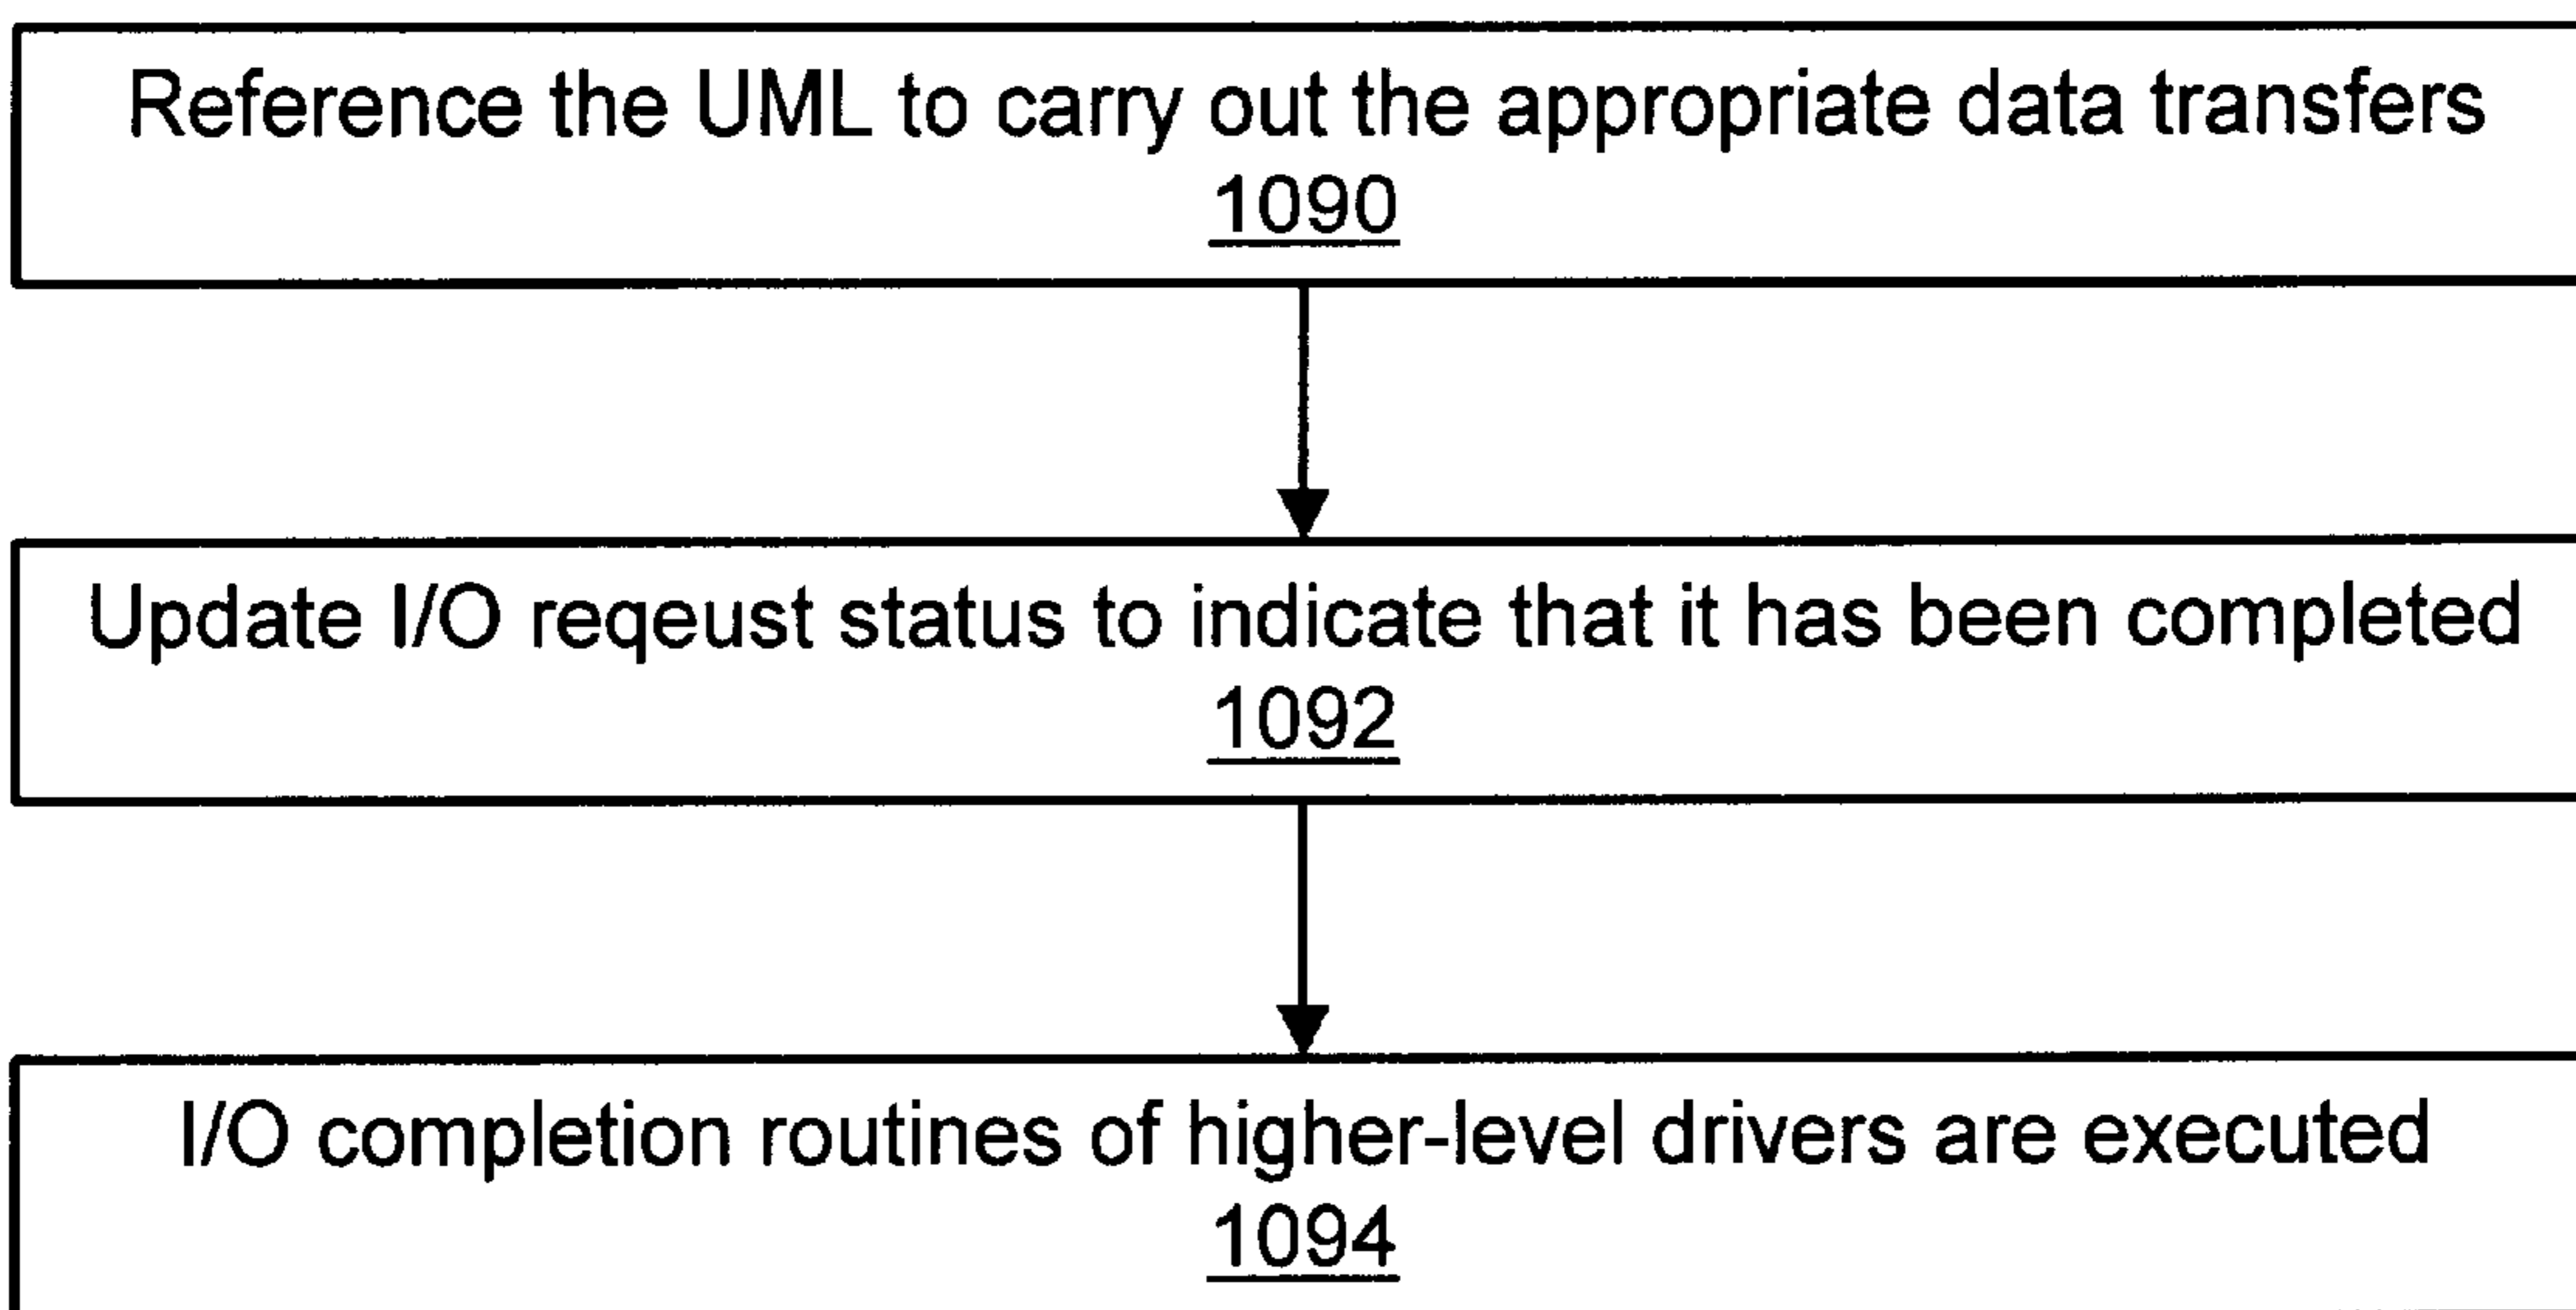 Reference the UML to carry out the appropriate data transfers
1090
Update I/O reqeust status to indicate that it has been completed
1092
I/O completion routines of higher-level drivers are executed
1094